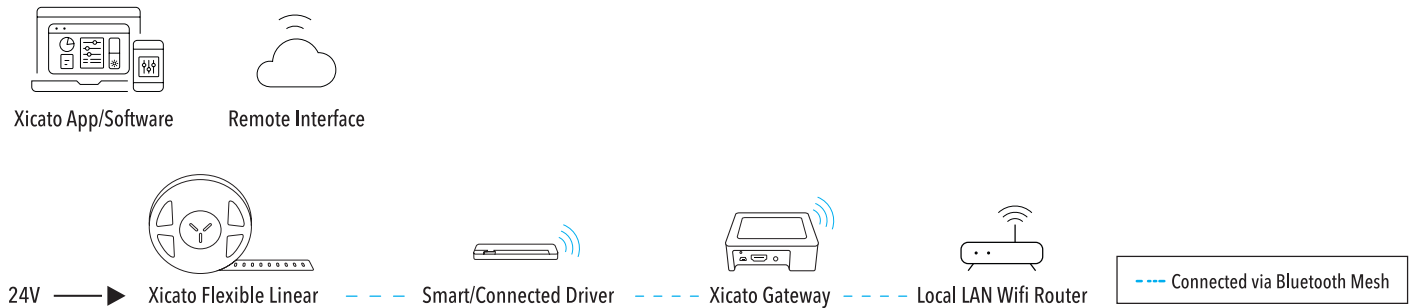 Xicato App/Software
Remote Interface
24V
Xicato Flexible Linear
Smart/Connected Driver
Xicato Gateway
Local LAN Wifi Router
Connected via Bluetooth Mesh